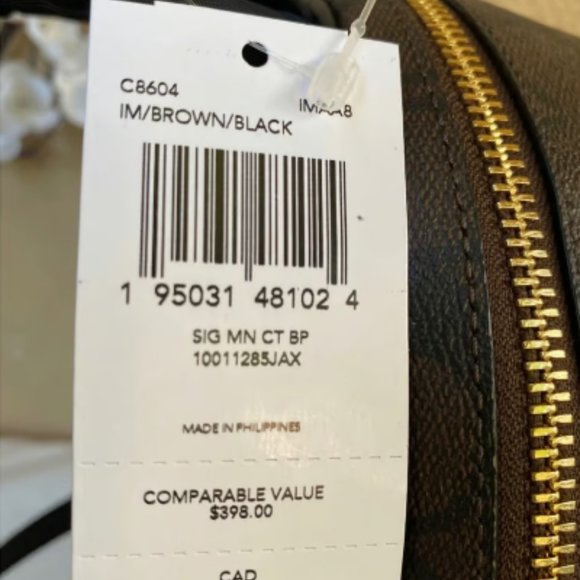 C8604
IM/BROWN/BLACK
1 95031 48102 4
SIG MN CT BP
10011285JAX
MADE IN PHILIPPINES
COMPARABLE VALUE
$398.00
CAD